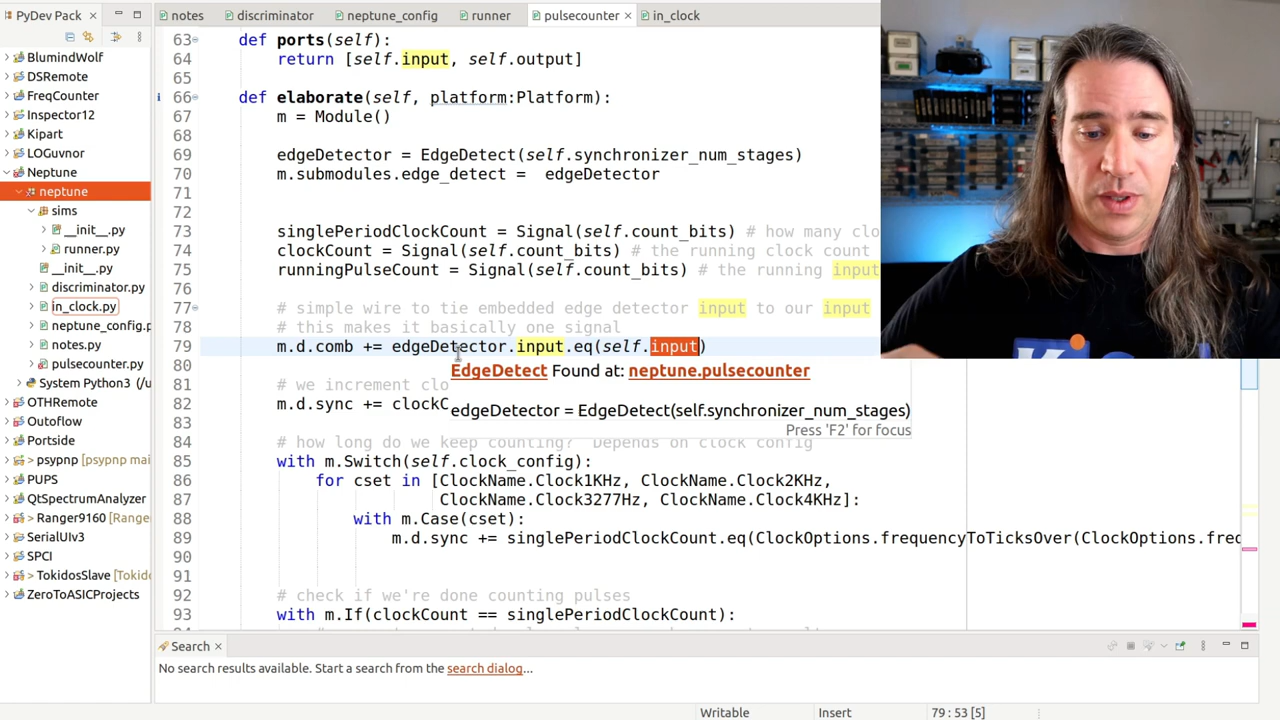 PyDev Pack
notes
discriminator
neptune_config
runner
pulsecounter
in_clock
BlumindWolf
DSRemote
FreqCounter
Inspector12
Kipart
LOGuvnor
Neptune
neptune
sims
__init__.py
runner.py
__init__.py
discriminator.py
in_clock.py
neptune_config.p
notes.py
pulsecounter.py
System Python3 (/u
OTHRemote
Outoflow
Portside
> psypnp [psypnp mai
PUPS
QtSpectrumAnalyzer
> Ranger9160 [Range
SerialUIv3
SPCI
> TokidosSlave [Tokid
ZeroToASICProjects
63 def ports(self):
64 return [self.input, self.output]
65
66 def elaborate(self, platform:Platform):
67 m = Module()
68
69 edgeDetector = EdgeDetect(self.synchronizer_num_stages)
70 m.submodules.edge_detect =  edgeDetector
71
72
73 singlePeriodClockCount = Signal(self.count_bits) # how many clo
74 clockCount = Signal(self.count_bits) # the running clock count
75 runningPulseCount = Signal(self.count_bits) # the running input
76
77 # simple wire to tie embedded edge detector input to our input
78 # this makes it basically one signal
79 m.d.comb += edgeDetector.input.eq(self.input)
80
EdgeDetect Found at: neptune.pulsecounter
81 # we increment clo
82 m.d.sync += clockC
edgeDetector = EdgeDetect(self.synchronizer_num_stages)
Press 'F2' for focus
83
84 # how long do we keep counting?  Depends on clock config
85 with m.Switch(self.clock_config):
86 for cset in [ClockName.Clock1KHz, ClockName.Clock2KHz,
87 ClockName.Clock3277Hz, ClockName.Clock4KHz]:
88 with m.Case(cset):
89 m.d.sync += singlePeriodClockCount.eq(ClockOptions.frequencyToTicksOver(ClockOptions.freq
90
91
92 # check if we're done counting pulses
93 with m.If(clockCount == singlePeriodClockCount):
Search
No search results available. Start a search from the search dialog...
Writable
Insert
79 : 53 [5]